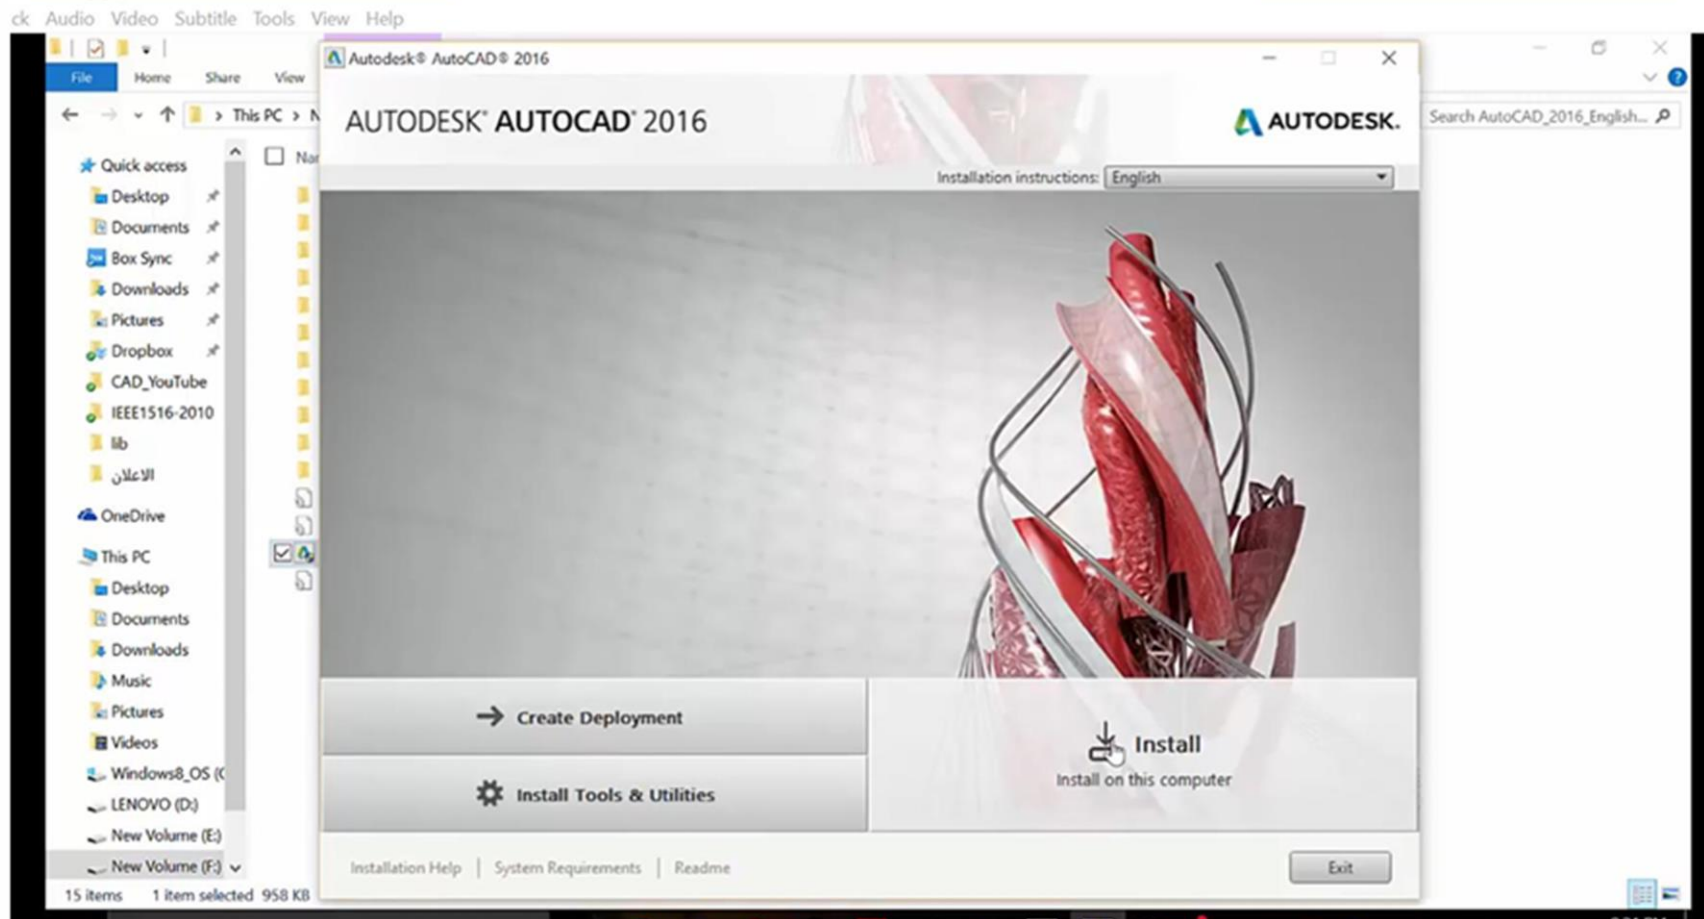 ck Audio Video Subtitle Tools View Help
Autodesk® AutoCAD® 2016
File Home Share View
This PC
Search AutoCAD_2016_English...
AUTODESK® AUTOCAD® 2016
AUTODESK.
Installation instructions: English
Quick access
Desktop
Documents
Box Sync
Downloads
Pictures
Dropbox
CAD_YouTube
IEEE1516-2010
lib
الاعلان
OneDrive
This PC
Desktop
Documents
Downloads
Music
Pictures
Videos
Windows8_OS (C
LENOVO (D:)
New Volume (E:)
New Volume (F:)
15 items 1 item selected 958 KB
Create Deployment
Install Tools & Utilities
Install
Install on this computer
Installation Help | System Requirements | Readme
Exit